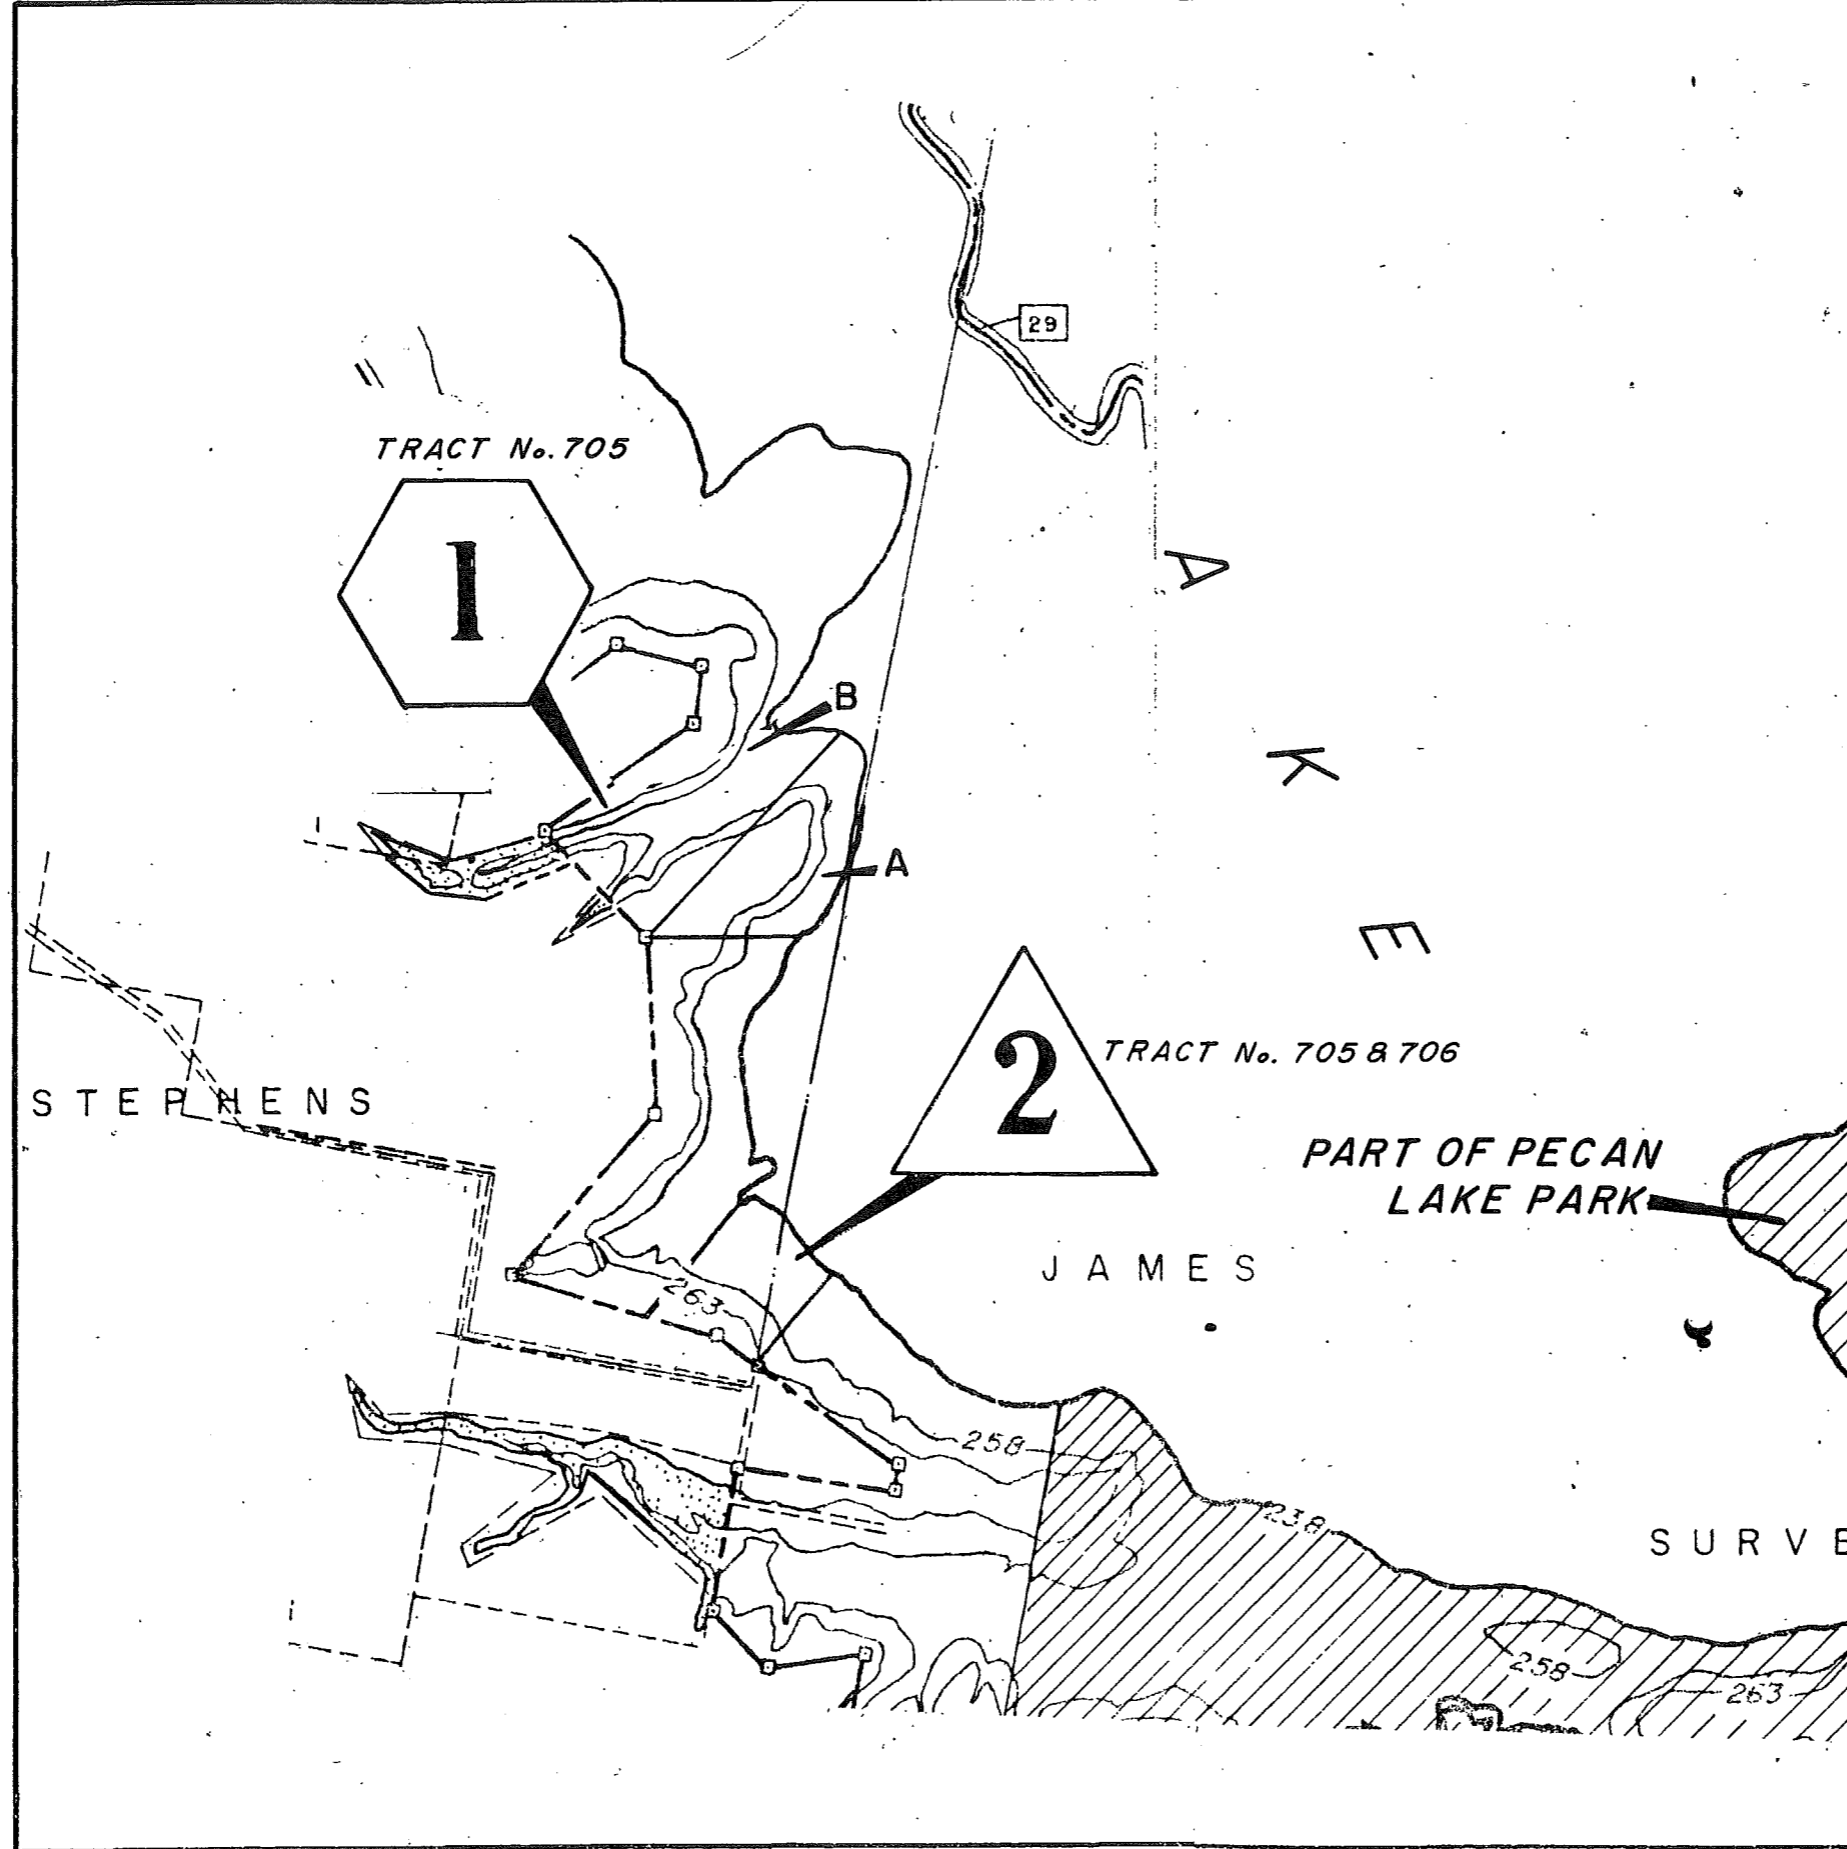 29
TRACT No. 705
1
A
B
K
A
E
2
TRACT No. 705 & 706
STEPHENS
PART OF PECAN
LAKE PARK
JAMES
263
258
238
SURVE
258
263